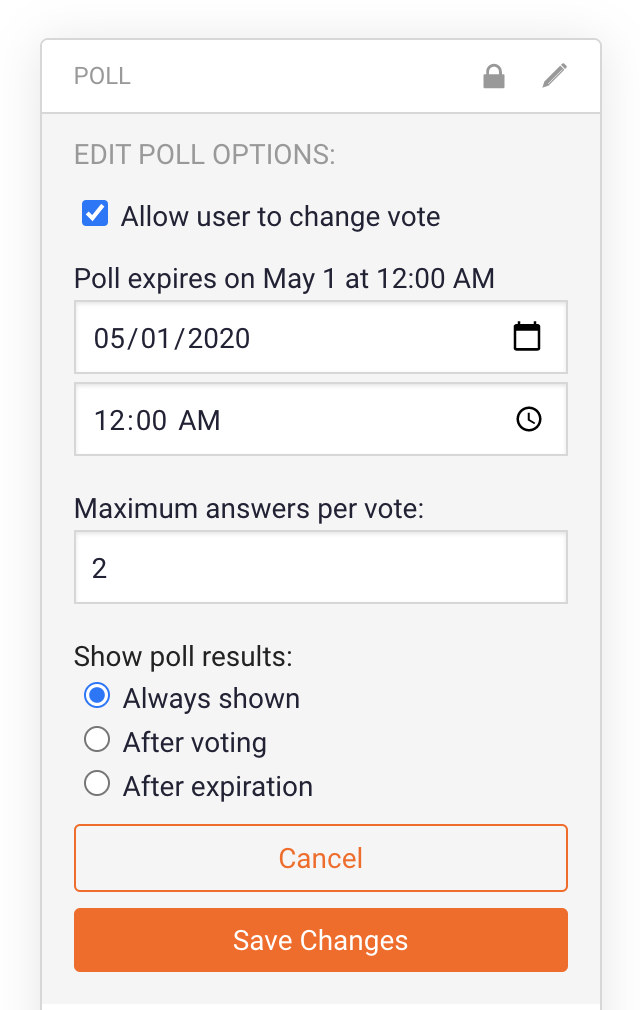 POLL
EDIT POLL OPTIONS:
Allow user to change vote
Poll expires on May 1 at 12:00 AM
05/01/2020
12:00 AM
Maximum answers per vote:
2
Show poll results:
Always shown
After voting
After expiration
Cancel
Save Changes